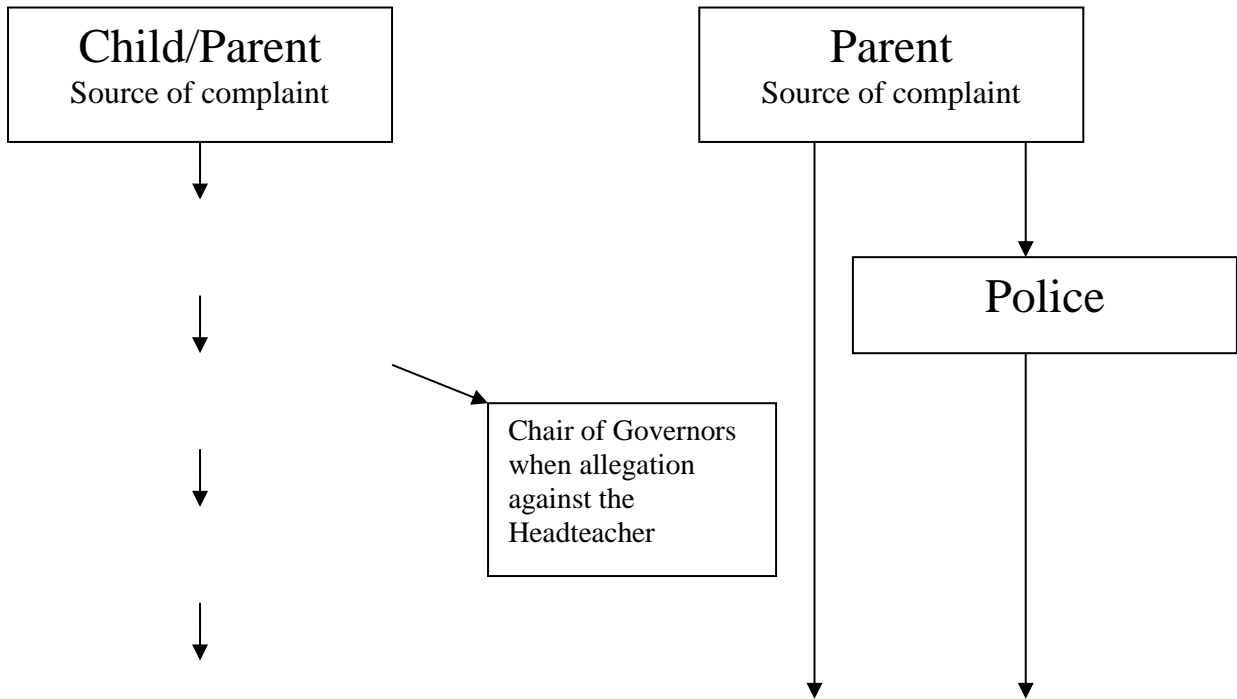 Child/Parent
Source of complaint
Parent
Source of complaint
Police
Chair of Governors
when allegation
against the
Headteacher